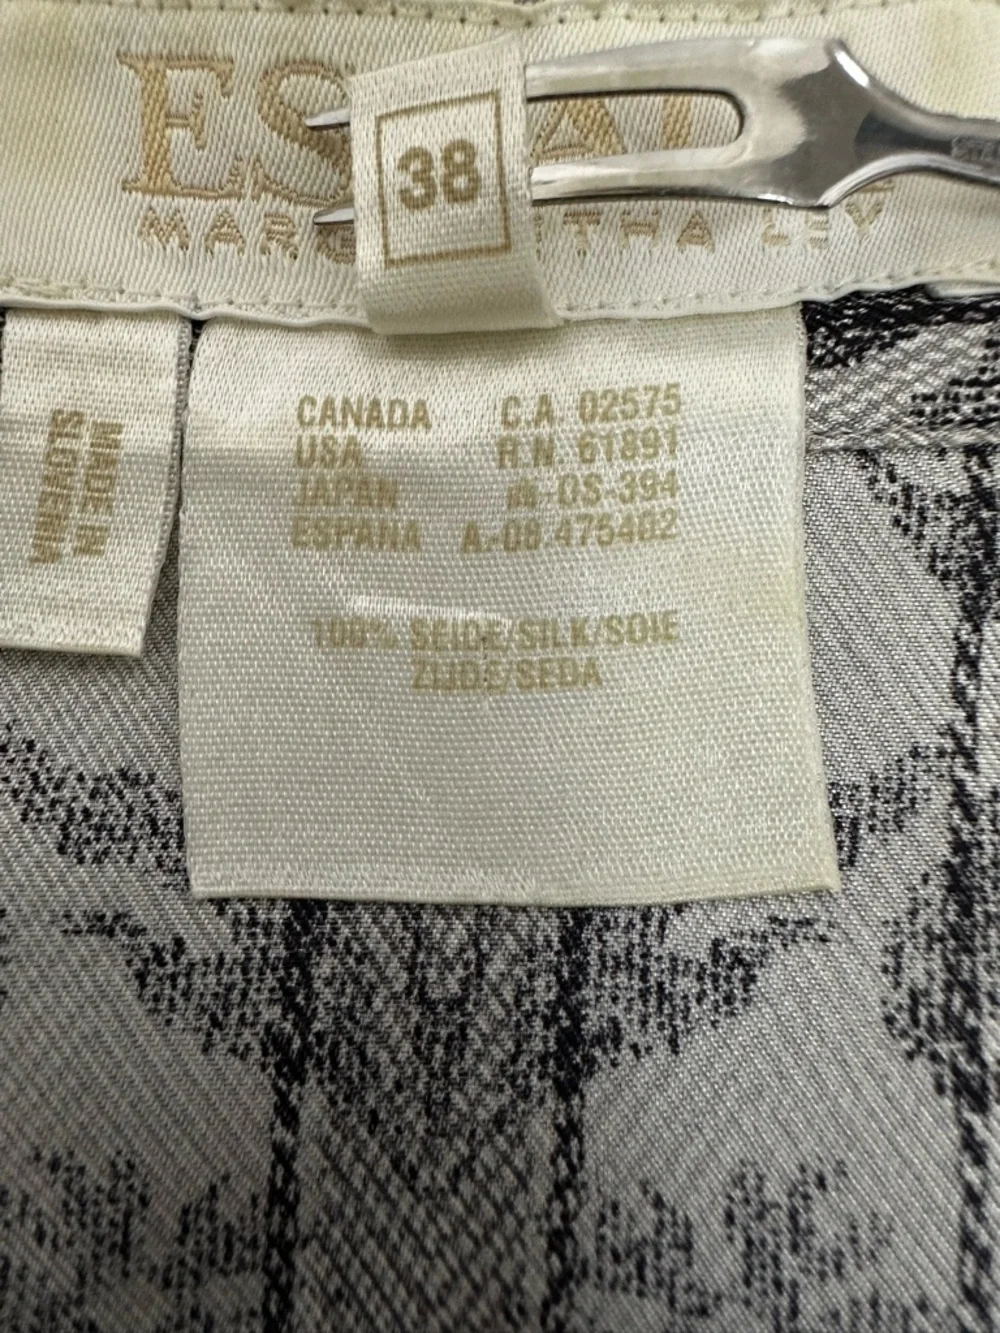 38
CANADA C.A. 02575
USA R.N. 61891
JAPAN -OS-394
ESPAÑA A.-08 475402
100% SEIDE/SILK/SOIE
ZIJDE/SEDA
MADE IN
SLOVENIA